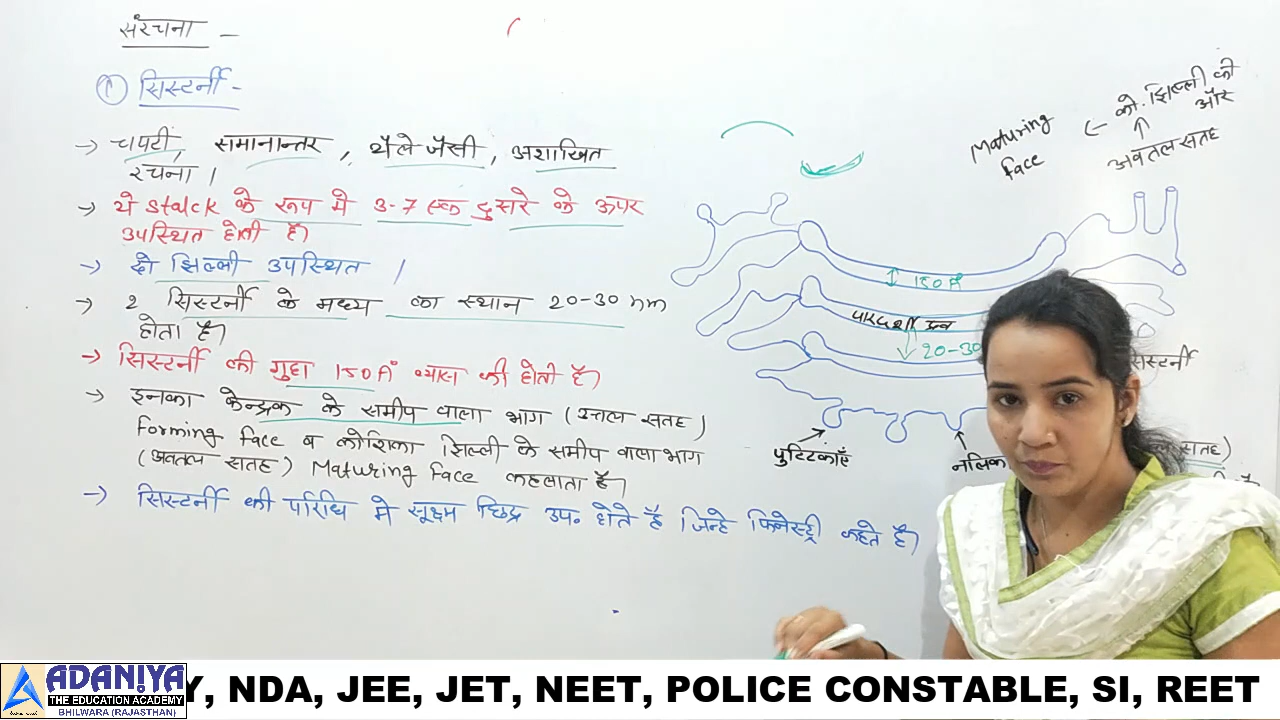 संरचना -
① सिस्टर्नी -
-> चपटी, समानान्तर, थैले जैसी, अशाखित
रचना।
-> ये stalck के रूप मे 3-7 एक दुसरे के ऊपर
उपस्थित होती है।
-> दो झिल्ली उपस्थित।
-> 2 सिस्टर्नी के मध्य का स्थान 20-30 nm
होता है।
-> सिस्टर्नी की गुहा 150Å व्यास की होती है।
-> इनका केन्द्रक के समीप वाला भाग (उत्तल सतह)
Forming Face व कोशिका झिल्ली के समीप वाला भाग
(अवतल सतह) Maturing Face कहलाता है।
-> सिस्टर्नी की परिधि मे सूक्ष्म छिद्र उप. होते है जिन्हे फिनेस्ट्री कहते है।
Maturing
Face
<- को. झिल्ली की
और
↑
अवतल सतह
150Å
पारदर्शी द्रव
20-30
सिस्टर्नी
पुटिकाएँ
नलिका
सतह)
ADANIYA
THE EDUCATION ACADEMY
BHILWARA (RAJASTHAN)
Y, NDA, JEE, JET, NEET, POLICE CONSTABLE, SI, REET